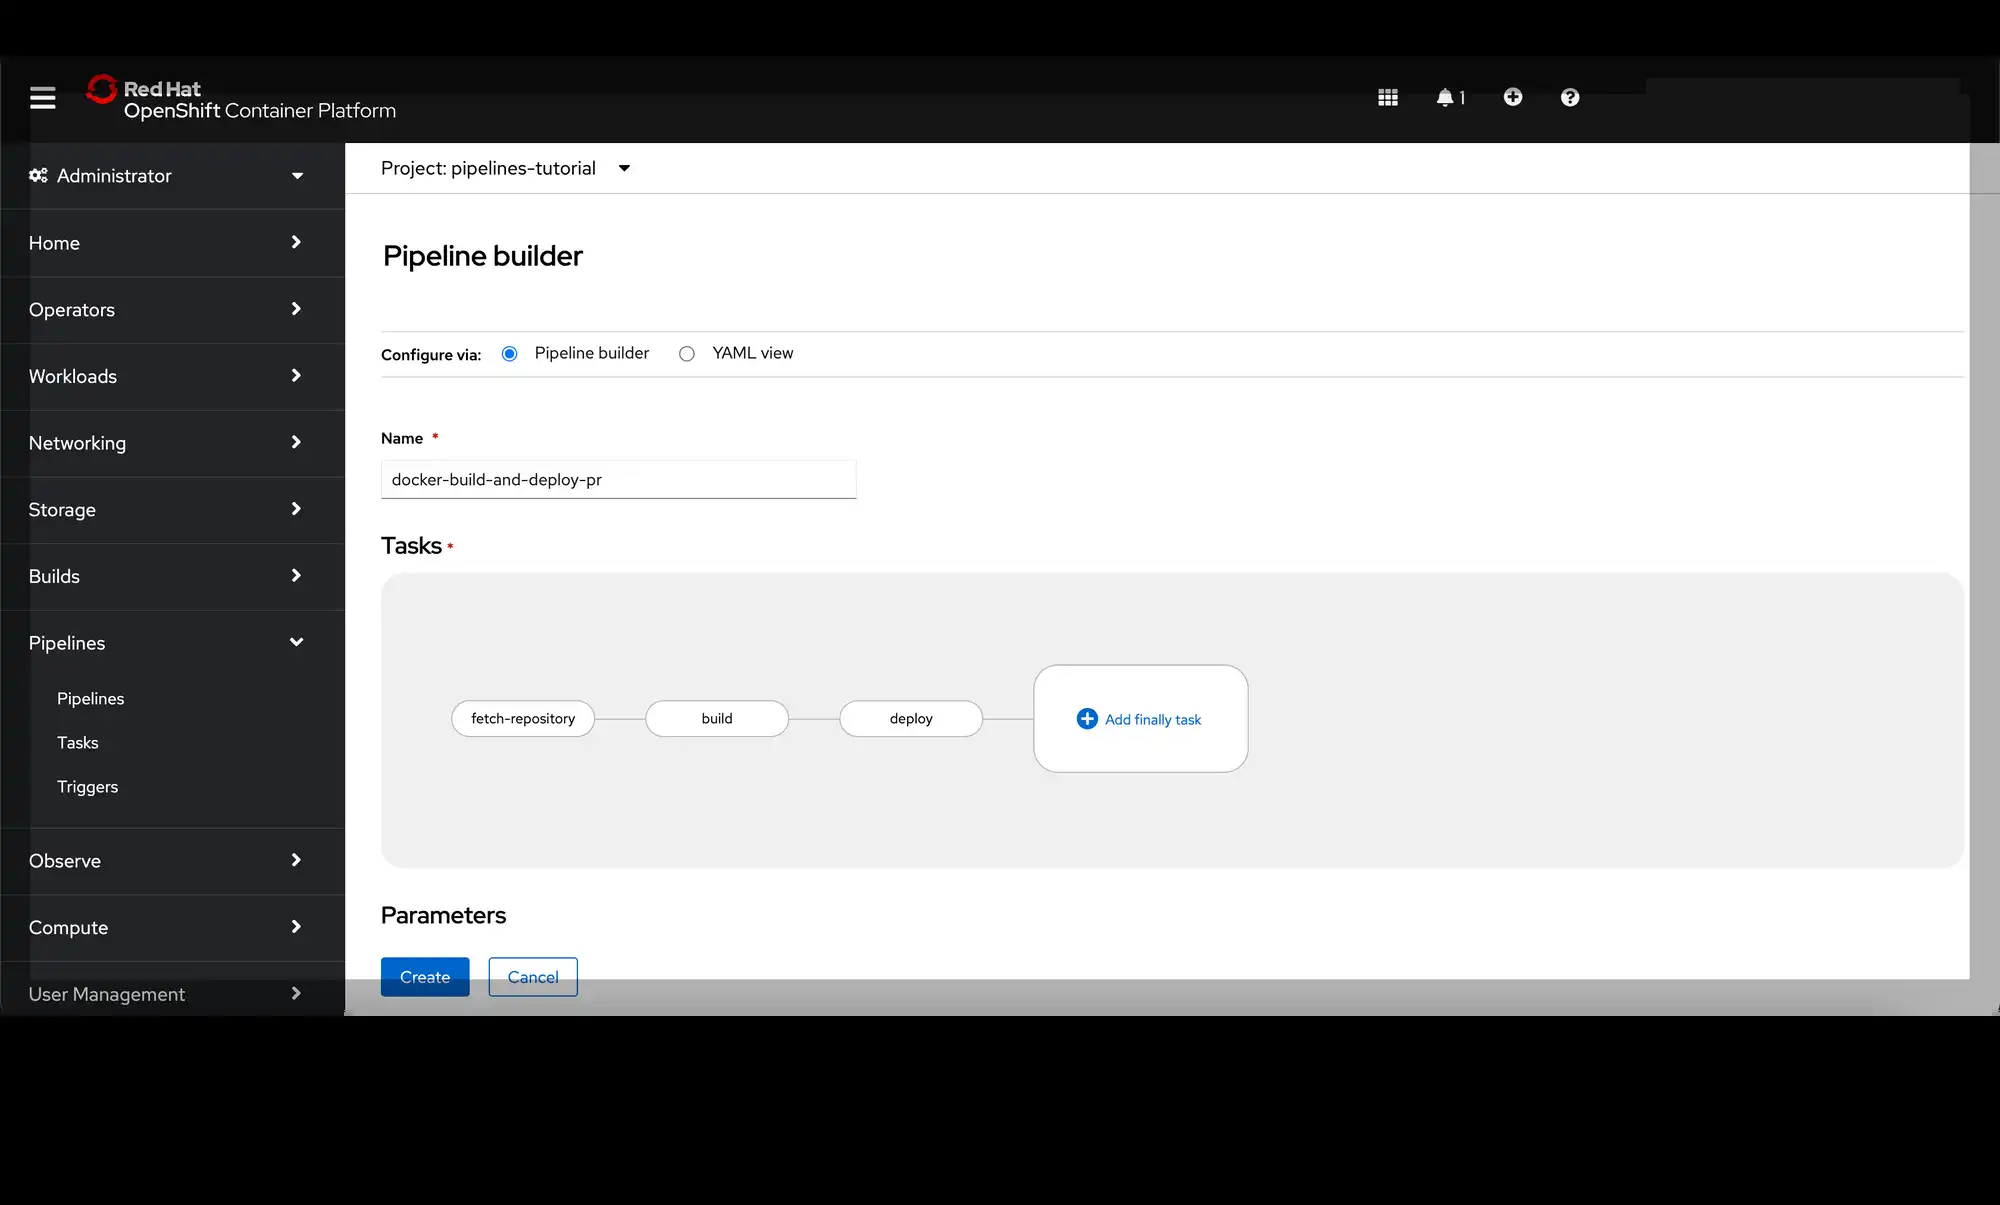 Red Hat
OpenShift Container Platform
1
Administrator
Home
Operators
Workloads
Networking
Storage
Builds
Pipelines
Pipelines
Tasks
Triggers
Observe
Compute
User Management
Project: pipelines-tutorial
Pipeline builder
Configure via: Pipeline builder YAML view
Name *
docker-build-and-deploy-pr
Tasks *
fetch-repository build deploy Add finally task
Parameters
Create Cancel